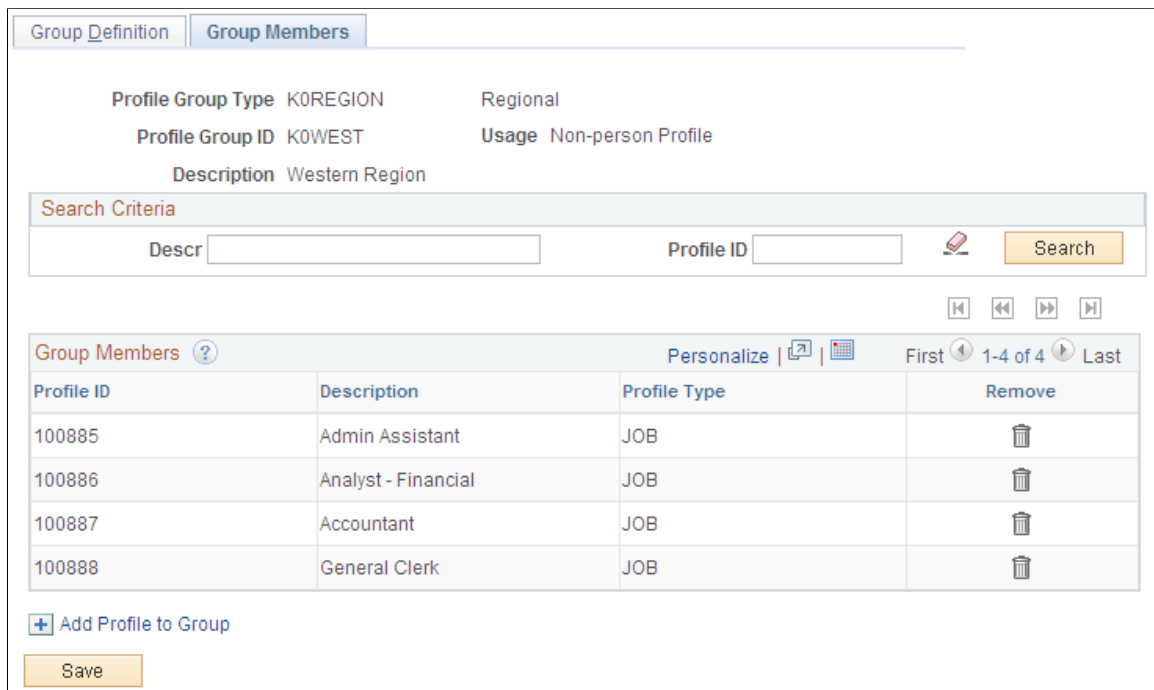 Group Definition Group Members
Profile Group Type K0REGION Regional
Profile Group ID K0WEST Usage Non-person Profile
Description Western Region
Search Criteria
Descr Profile ID Search
Group Members ? Personalize | | First 1-4 of 4 Last
Profile ID Description Profile Type Remove
100885 Admin Assistant JOB
100886 Analyst - Financial JOB
100887 Accountant JOB
100888 General Clerk JOB
Add Profile to Group
Save